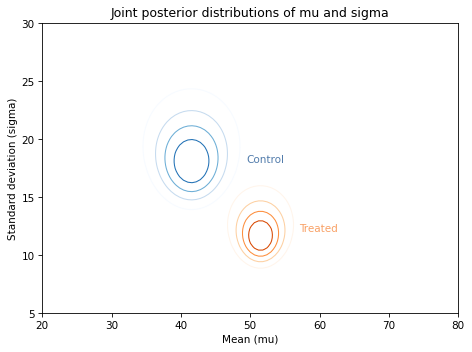 Joint posterior distributions of mu and sigma
30
25
20
15
10
5
Standard deviation (sigma)
Control
Treated
20
30
40
50
60
70
80
Mean (mu)